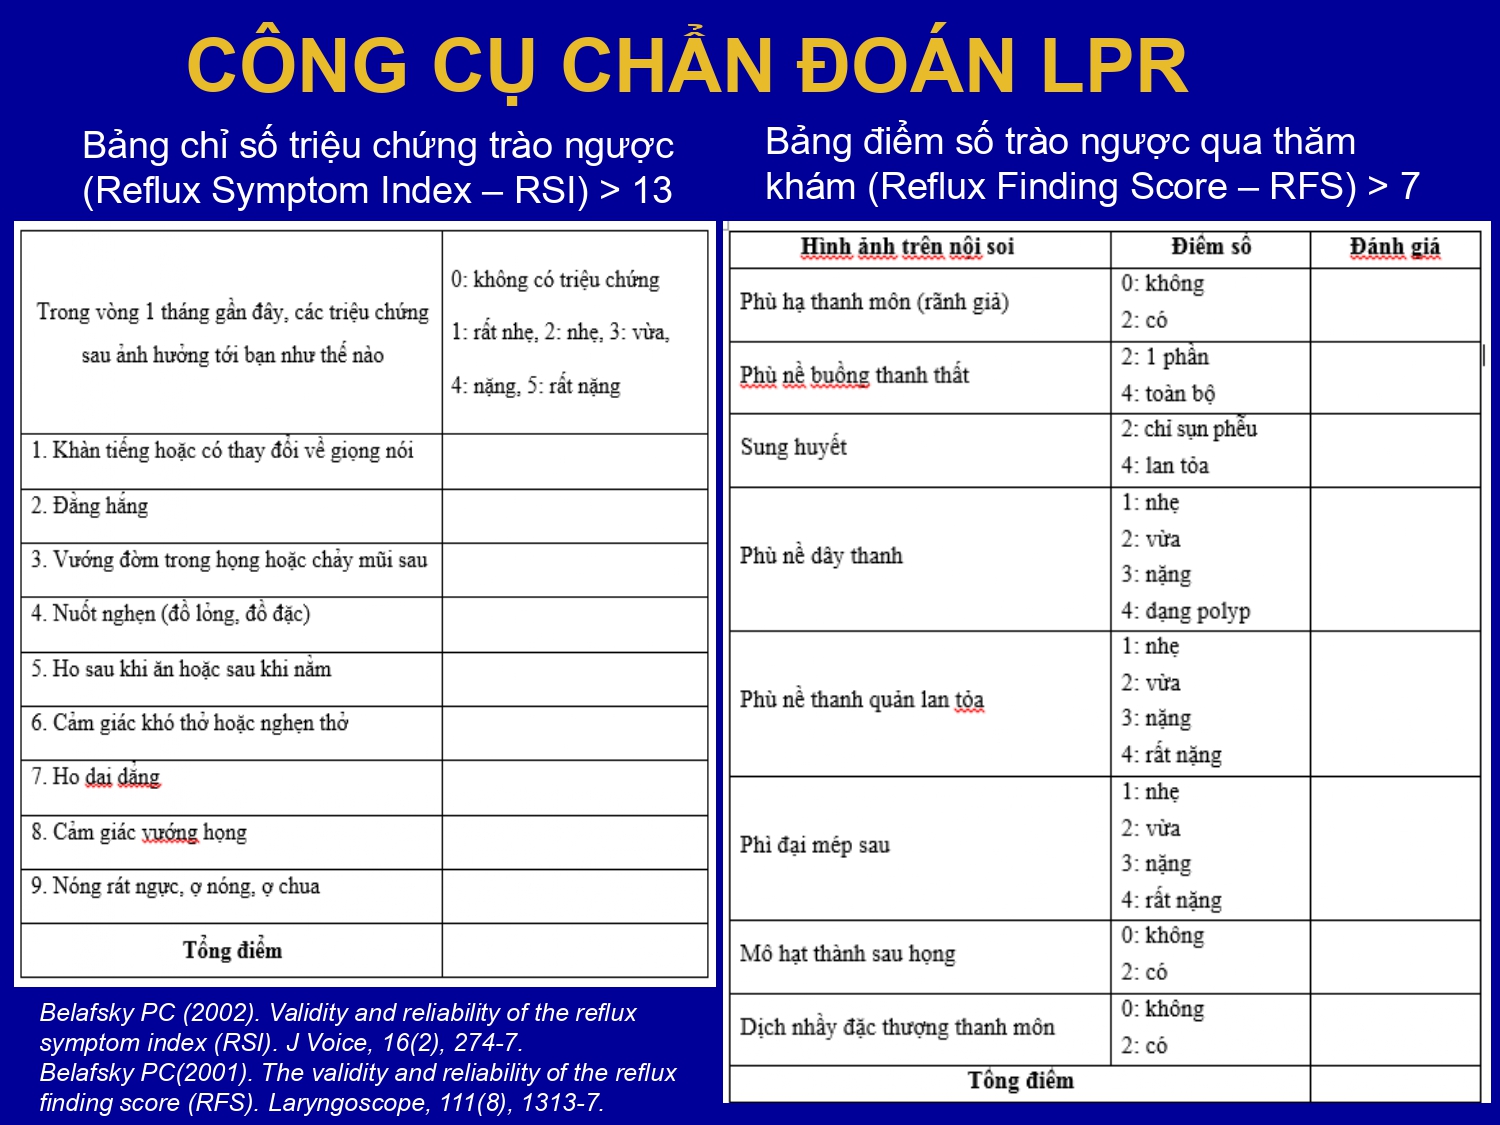 CÔNG CỤ CHẨN ĐOÁN LPR
Bảng chỉ số triệu chứng trào ngược
(Reflux Symptom Index – RSI) > 13
Trong vòng 1 tháng gần đây, các triệu chứng
sau ảnh hưởng tới bạn như thế nào
0: không có triệu chứng
1: rất nhẹ, 2: nhẹ, 3: vừa,
4: nặng, 5: rất nặng
1. Khàn tiếng hoặc có thay đổi về giọng nói
2. Đằng hắng
3. Vướng đờm trong họng hoặc chảy mũi sau
4. Nuốt nghẹn (đồ lỏng, đồ đặc)
5. Ho sau khi ăn hoặc sau khi nằm
6. Cảm giác khó thở hoặc nghẹn thở
7. Ho dai dẳng
8. Cảm giác vướng họng
9. Nóng rát ngực, ợ nóng, ợ chua
Tổng điểm
Belafsky PC (2002). Validity and reliability of the reflux
symptom index (RSI). J Voice, 16(2), 274-7.
Belafsky PC(2001). The validity and reliability of the reflux
finding score (RFS). Laryngoscope, 111(8), 1313-7.
Bảng điểm số trào ngược qua thăm
khám (Reflux Finding Score – RFS) > 7
Hình ảnh trên nội soi Điểm số Đánh giá
Phù hạ thanh môn (rãnh giả)
0: không
2: có
Phù nề buồng thanh thất
2: 1 phần
4: toàn bộ
Sung huyết
2: chỉ sụn phễu
4: lan tỏa
Phù nề dây thanh
1: nhẹ
2: vừa
3: nặng
4: dạng polyp
Phù nề thanh quản lan tỏa
1: nhẹ
2: vừa
3: nặng
4: rất nặng
Phì đại mép sau
1: nhẹ
2: vừa
3: nặng
4: rất nặng
Mô hạt thành sau họng
0: không
2: có
Dịch nhầy đặc thượng thanh môn
0: không
2: có
Tổng điểm